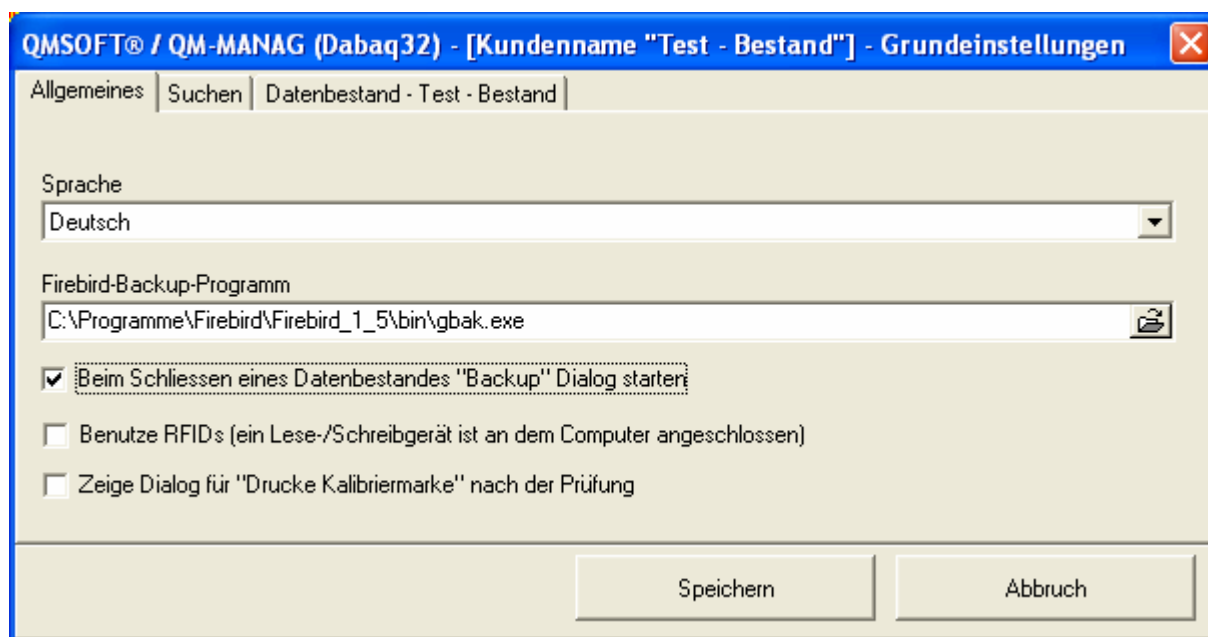 QMSOFT® / QM-MANAG (Dabaq32) - [Kundenname "Test - Bestand"] - Grundeinstellungen
Allgemeines Suchen Datenbestand - Test - Bestand
Sprache
Deutsch
Firebird-Backup-Programm
C:\Programme\Firebird\Firebird_1_5\bin\gbak.exe
Beim Schliessen eines Datenbestandes "Backup" Dialog starten
Benutze RFIDs (ein Lese-/Schreibgerät ist an dem Computer angeschlossen)
Zeige Dialog für "Drucke Kalibriermarke" nach der Prüfung
Speichern Abbruch